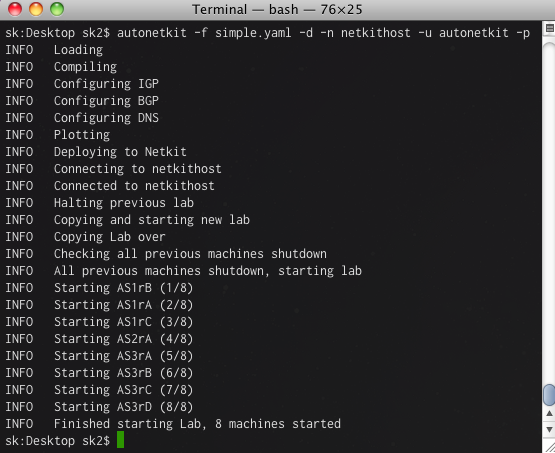 Terminal — bash — 76×25
sk:Desktop sk2$ autonetkit -f simple.yaml -d -n netkithost -u autonetkit -p
INFO   Loading
INFO   Compiling
INFO   Configuring IGP
INFO   Configuring BGP
INFO   Configuring DNS
INFO   Plotting
INFO   Deploying to Netkit
INFO   Connecting to netkithost
INFO   Connected to netkithost
INFO   Halting previous lab
INFO   Copying and starting new lab
INFO   Copying Lab over
INFO   Checking all previous machines shutdown
INFO   All previous machines shutdown, starting lab
INFO   Starting AS1rB (1/8)
INFO   Starting AS1rA (2/8)
INFO   Starting AS1rC (3/8)
INFO   Starting AS2rA (4/8)
INFO   Starting AS3rA (5/8)
INFO   Starting AS3rB (6/8)
INFO   Starting AS3rC (7/8)
INFO   Starting AS3rD (8/8)
INFO   Finished starting Lab, 8 machines started
sk:Desktop sk2$